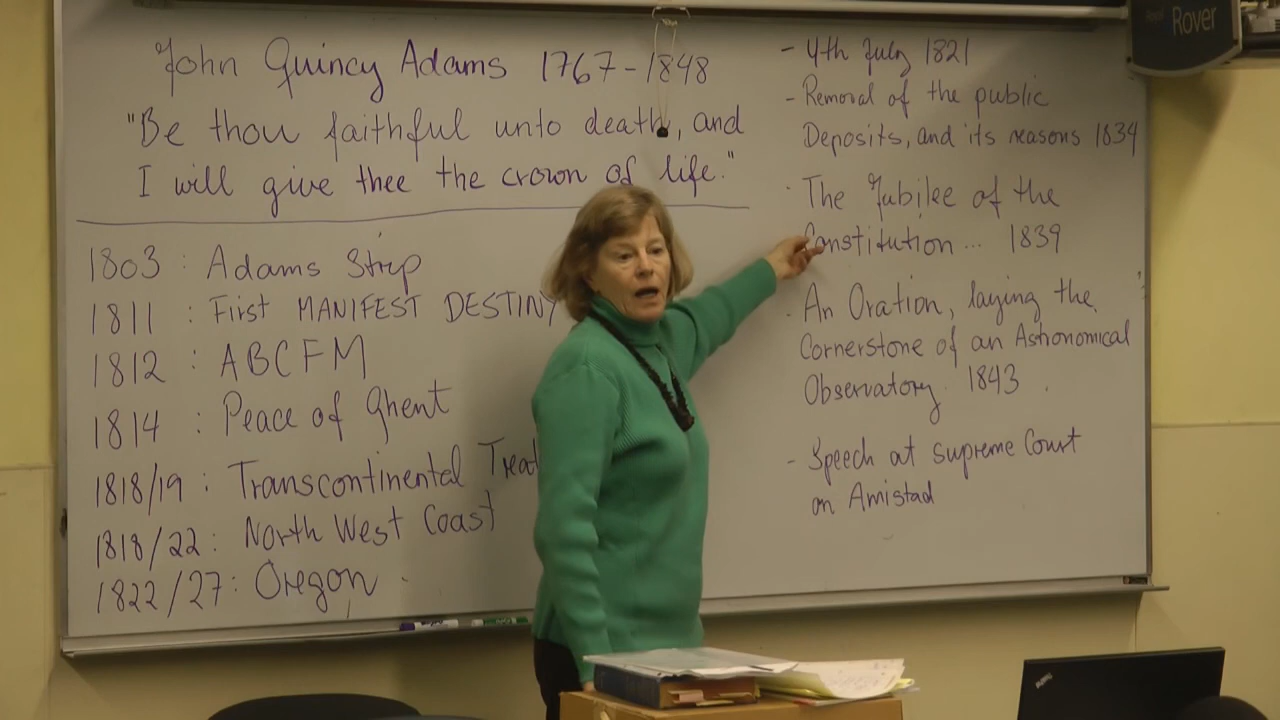 John Quincy Adams 1767-1848
"Be thou faithful unto death, and
I will give thee the crown of life."
1803 : Adams Strip
1811 : First MANIFEST DESTINY
1812 : ABCFM
1814 : Peace of Ghent
1818/19 : Transcontinental Treat
1818/22 : North West Coast
1822/27 : Oregon
- 4th July 1821
- Removal of the public
Deposits, and its reasons 1834
The Jubilee of the
Constitution ... 1839
An Oration, laying the
Cornerstone of an Astronomical
Observatory. 1843
- Speech at supreme Court
on Amistad
Rover